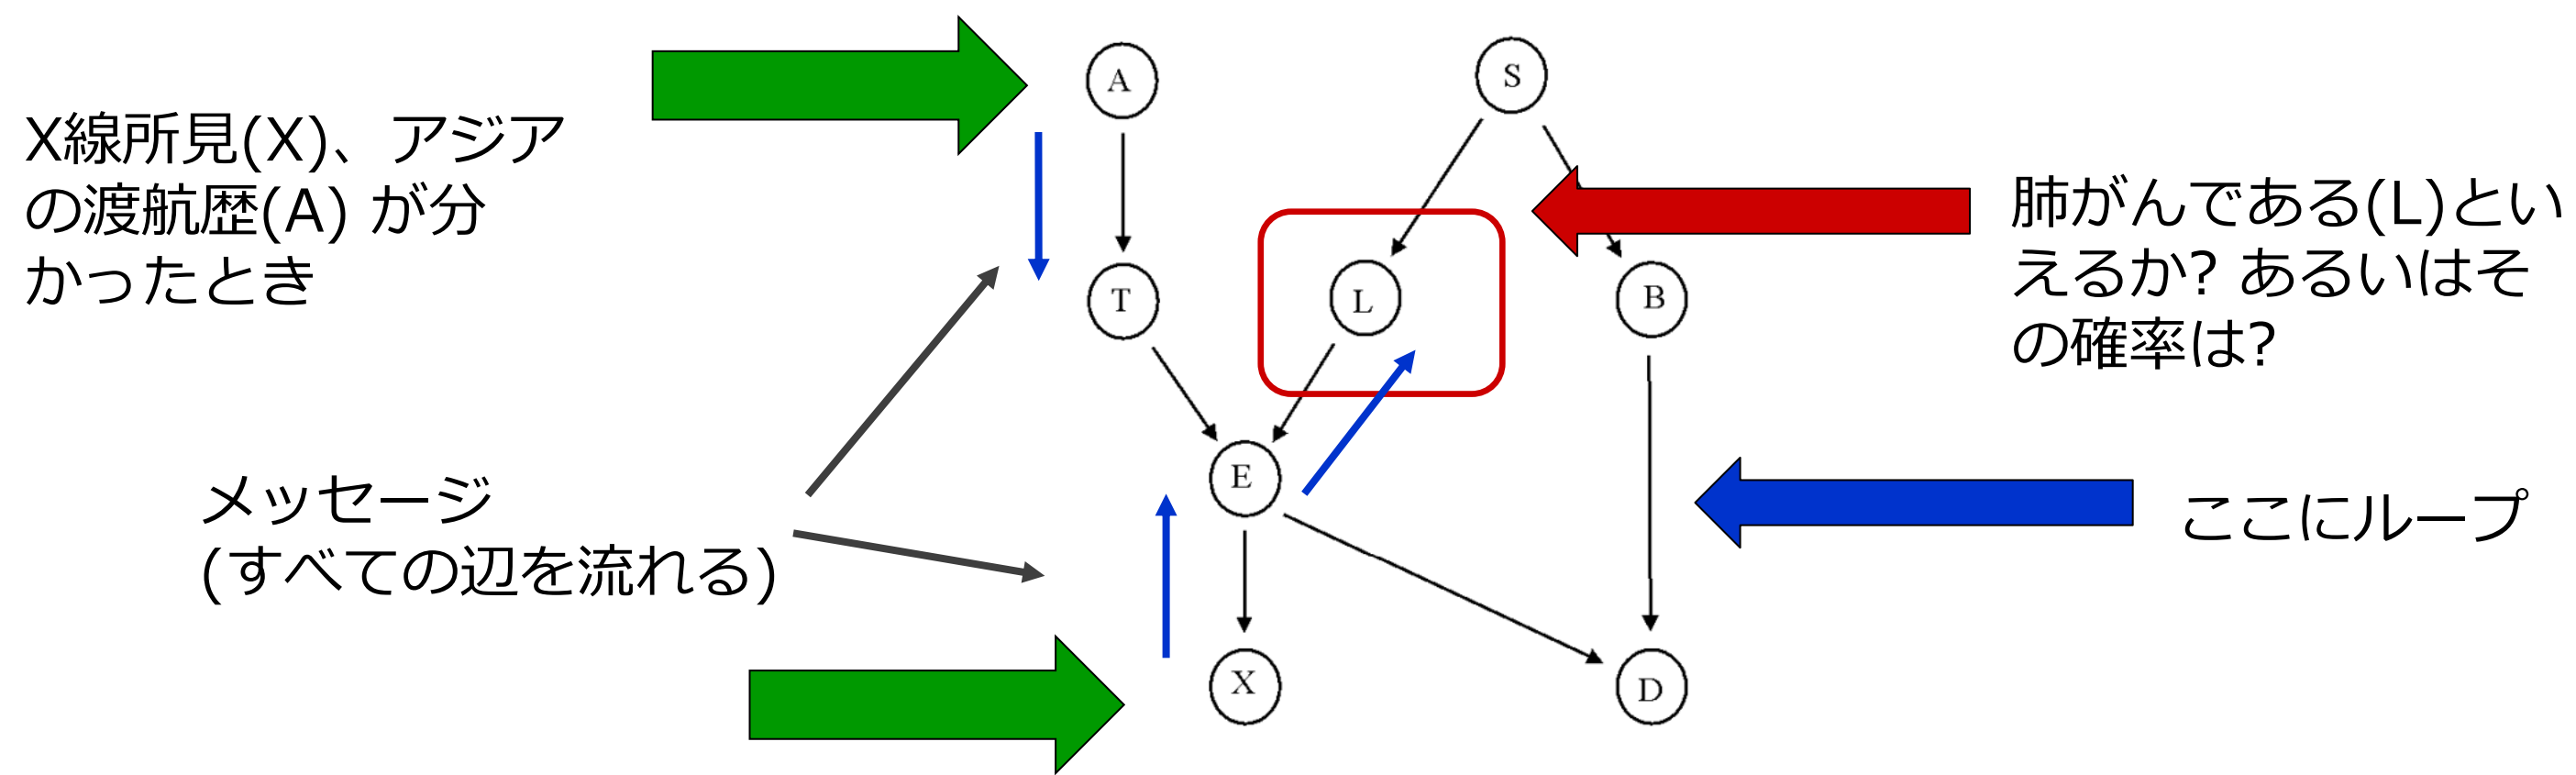 X線所見(X)、アジア
の渡航歴(A) が分
かったとき
A
S
肺がんである(L)とい
えるか? あるいはそ
の確率は?
T
L
B
メッセージ
(すべての辺を流れる)
E
ここにループ
X
D